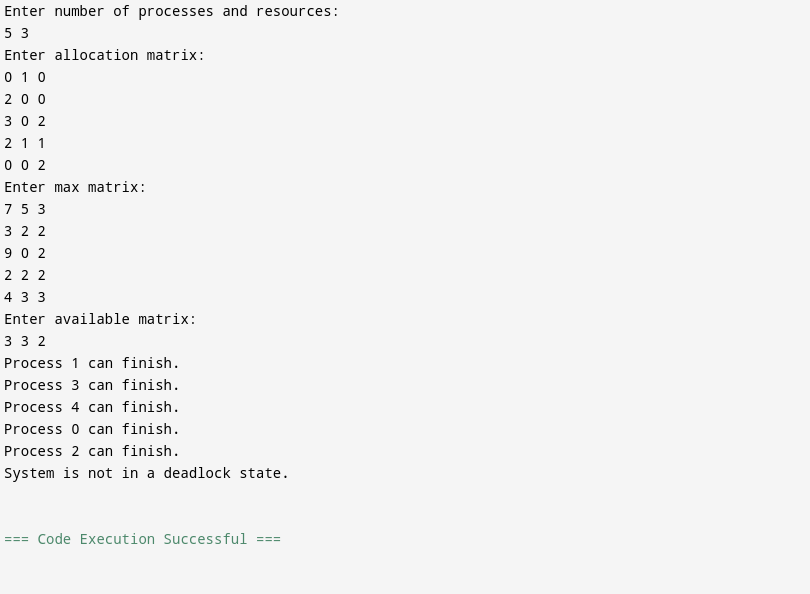 Enter number of processes and resources:
5 3
Enter allocation matrix:
0 1 0
2 0 0
3 0 2
2 1 1
0 0 2
Enter max matrix:
7 5 3
3 2 2
9 0 2
2 2 2
4 3 3
Enter available matrix:
3 3 2
Process 1 can finish.
Process 3 can finish.
Process 4 can finish.
Process 0 can finish.
Process 2 can finish.
System is not in a deadlock state.
=== Code Execution Successful ===